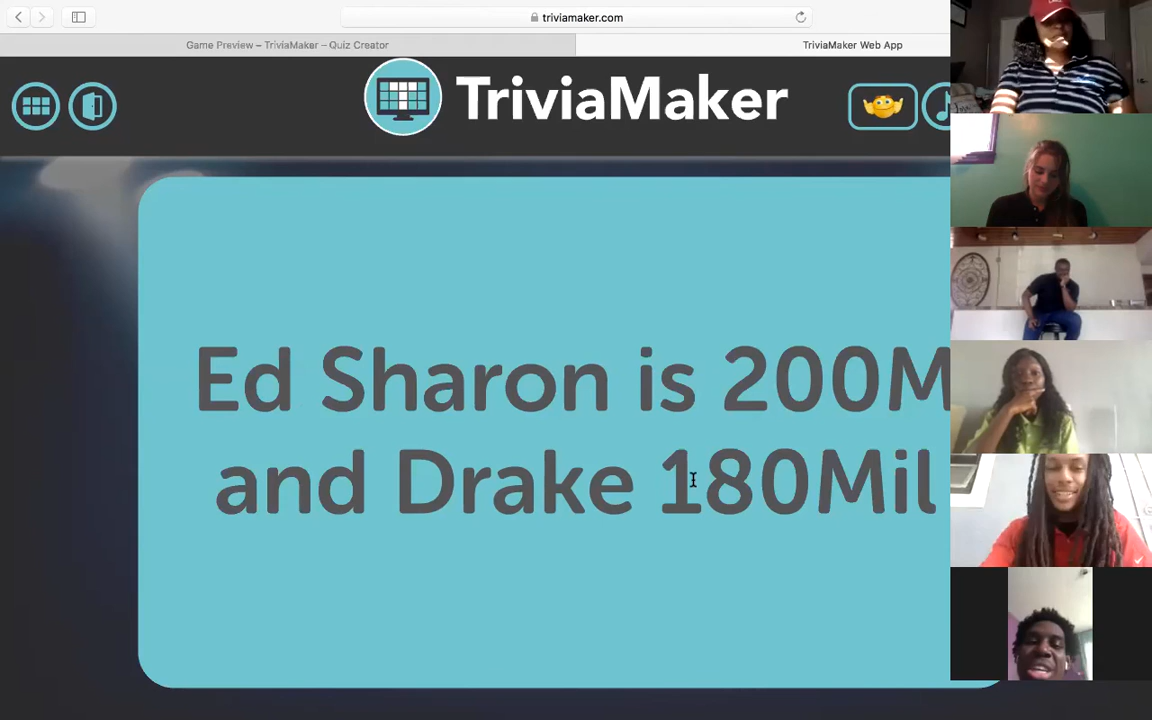 triviamaker.com
Game Preview – TriviaMaker – Quiz Creator
TriviaMaker Web App
TriviaMaker
Ed Sharon is 200M
and Drake 180Mil